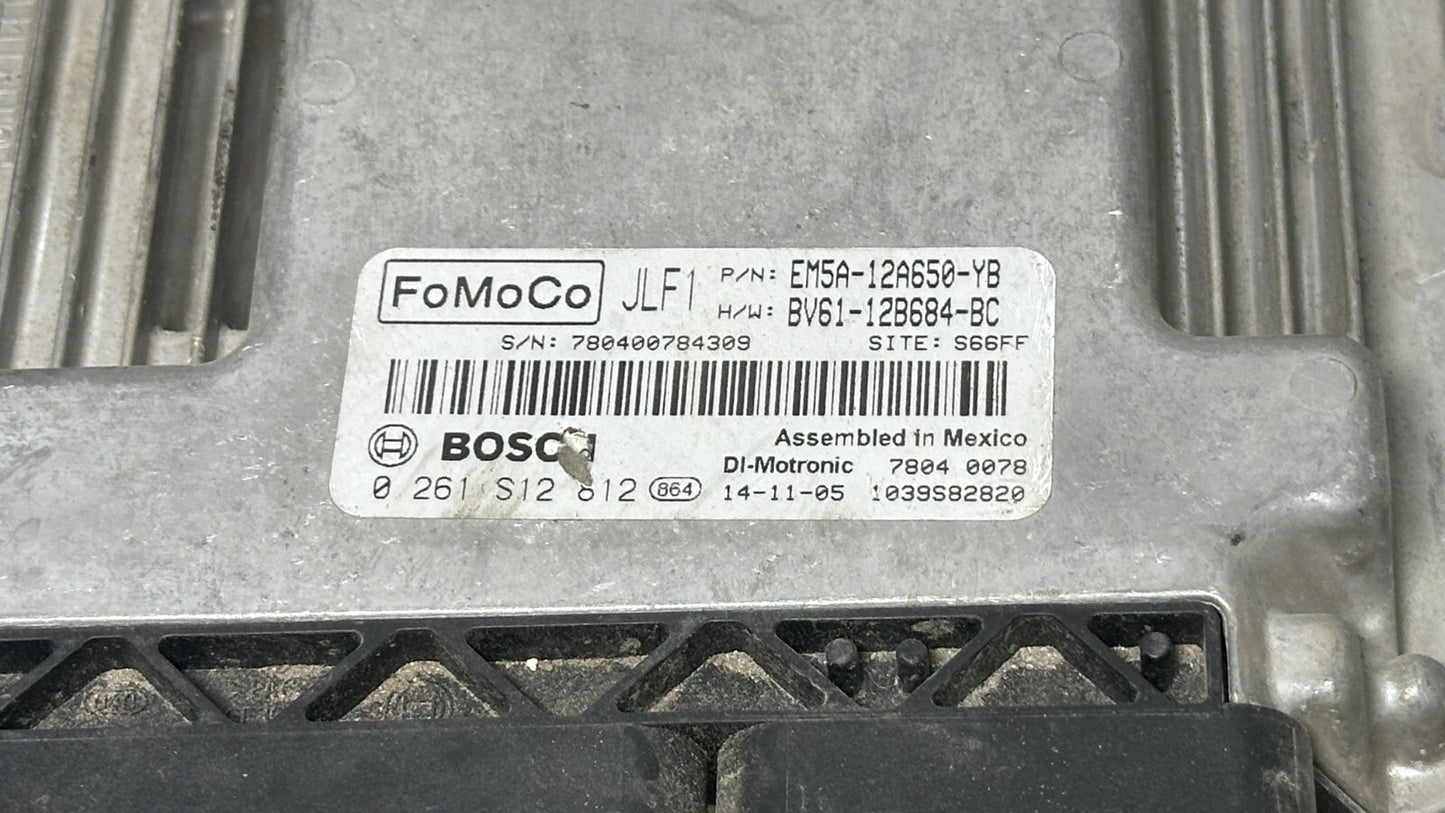 FoMoCo JLF1 P/N: EM5A-12A650-YB
H/W: BV61-12B684-BC
S/N: 780400784309 SITE: S66FF
BOSCH Assembled in Mexico
DI-Motronic 7804 0078
0 261 S12 612 864 14-11-05 1039S82820